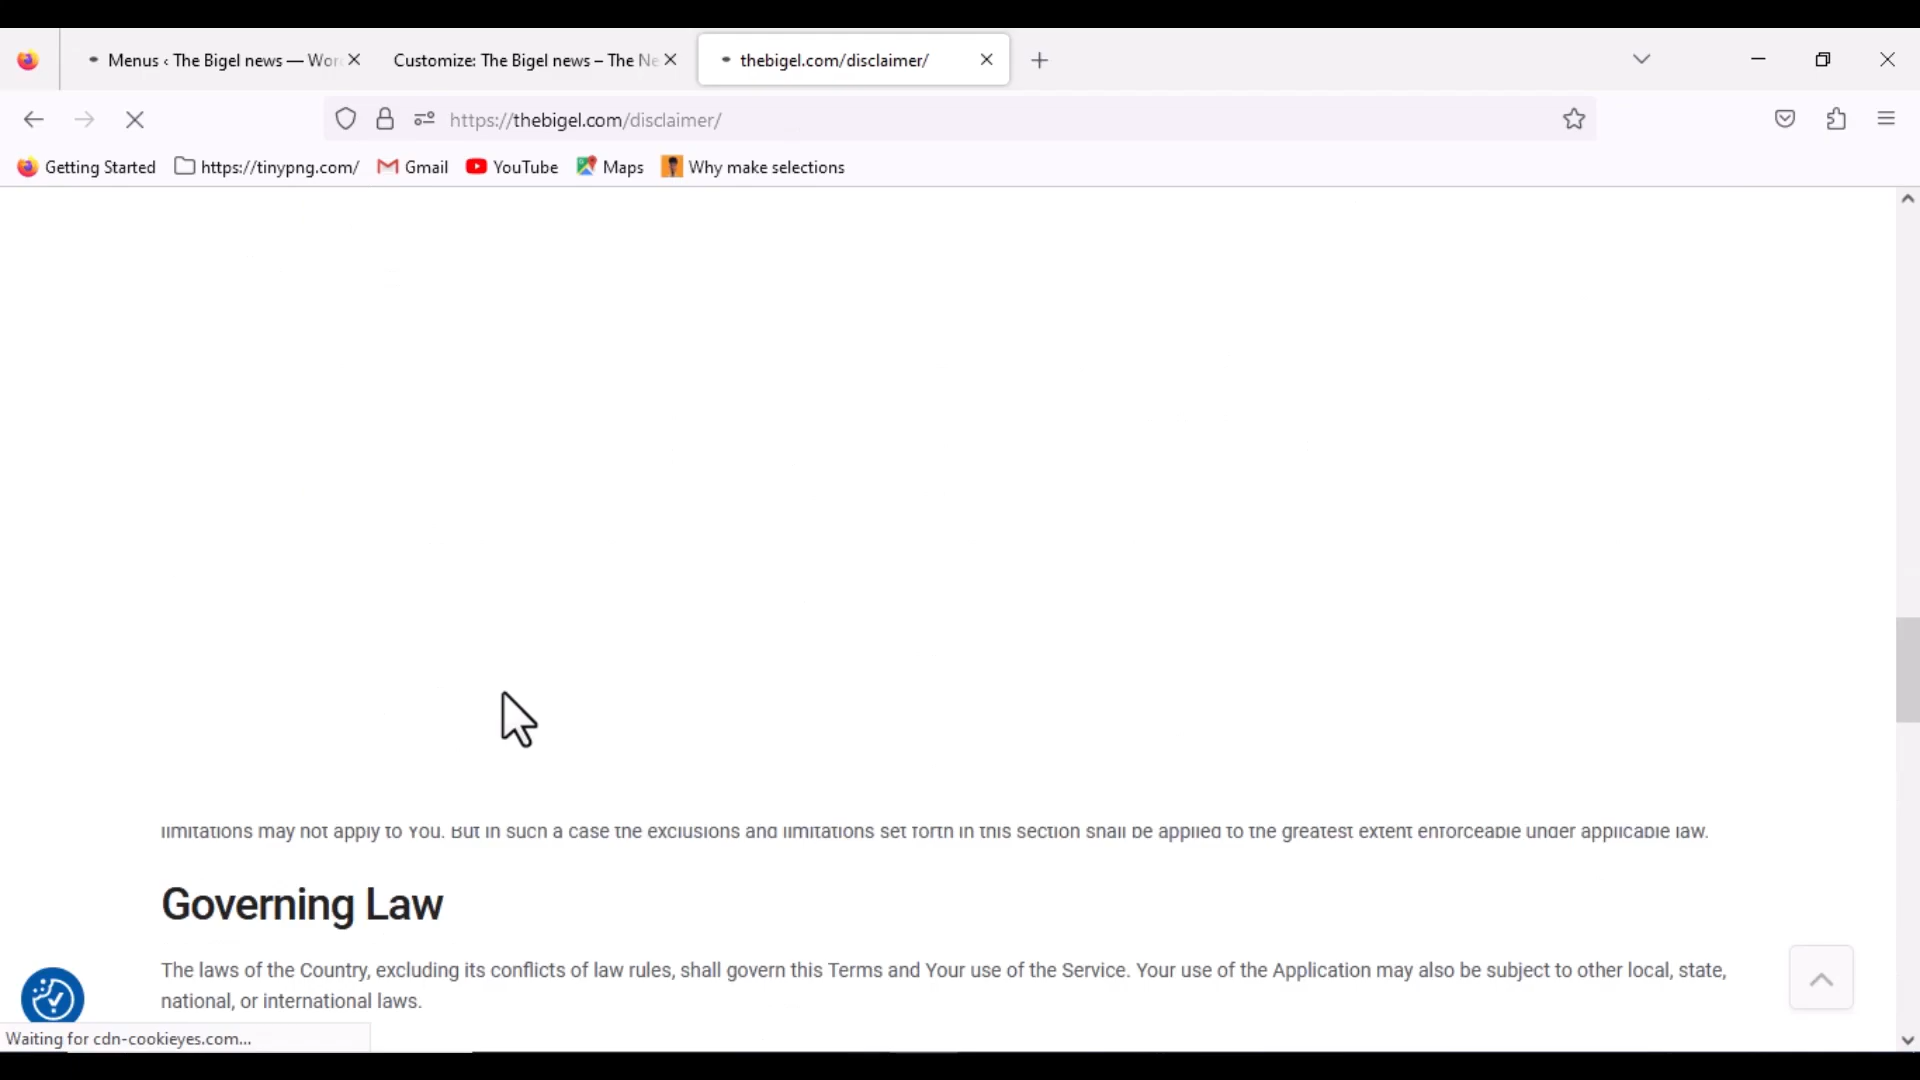 Menus ‹ The Bigel news — Wor
Customize: The Bigel news – The Ne
thebigel.com/disclaimer/
https://thebigel.com/disclaimer/
Getting Started
https://tinypng.com/
Gmail
YouTube
Maps
Why make selections
limitations may not apply to You. But in such a case the exclusions and limitations set forth in this section shall be applied to the greatest extent enforceable under applicable law.
Governing Law
The laws of the Country, excluding its conflicts of law rules, shall govern this Terms and Your use of the Service. Your use of the Application may also be subject to other local, state,
national, or international laws.
Waiting for cdn-cookieyes.com...